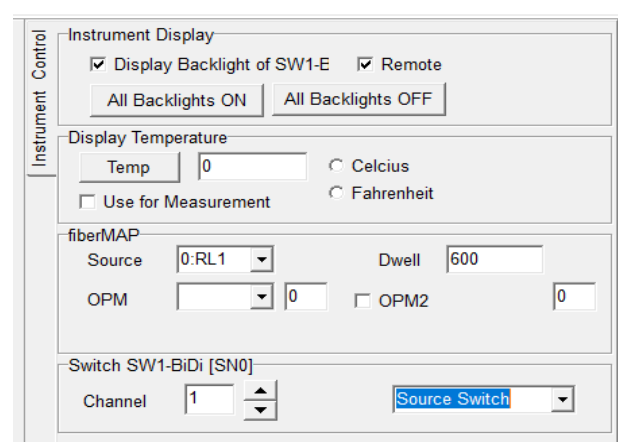 Instrument Control
Instrument Display
Display Backlight of SW1-E Remote
All Backlights ON All Backlights OFF
Display Temperature
Temp 0 Celcius
Use for Measurement Fahrenheit
fiberMAP
Source 0:RL1 Dwell 600
OPM 0 OPM2 0
Switch SW1-BiDi [SN0]
Channel 1 Source Switch